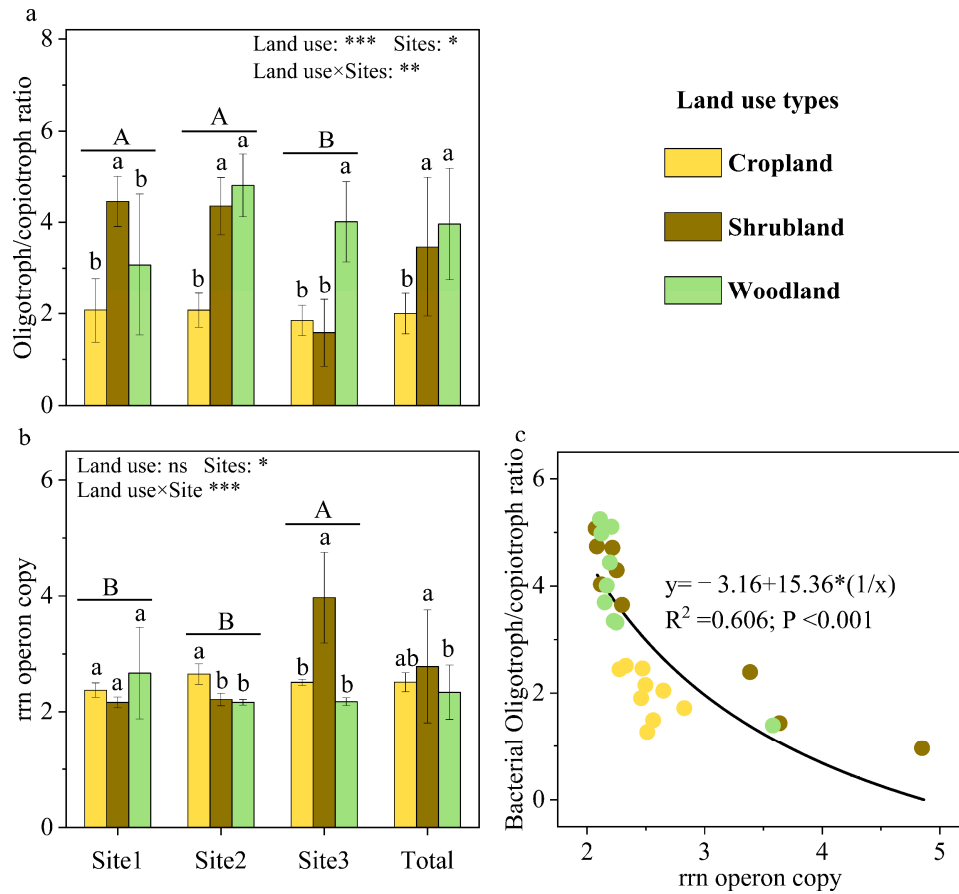 a
Oligotroph/copiotroph ratio
8
6
4
2
0
Land use: *** Sites: *
Land use×Sites: **
A
A
B
b
a
b
b
a
a
b
b
a
b
a
a
Land use types
Cropland
Shrubland
Woodland
b
rrn operon copy
6
4
2
0
Land use: ns Sites: *
Land use×Site ***
B
B
A
a
a
a
a
b
b
b
a
b
ab
a
b
Site1
Site2
Site3
Total
c
Bacterial Oligotroph/copiotroph ratio
6
4
2
0
y= －3.16+15.36*(1/x)
R² =0.606; P <0.001
2
3
4
5
rrn operon copy